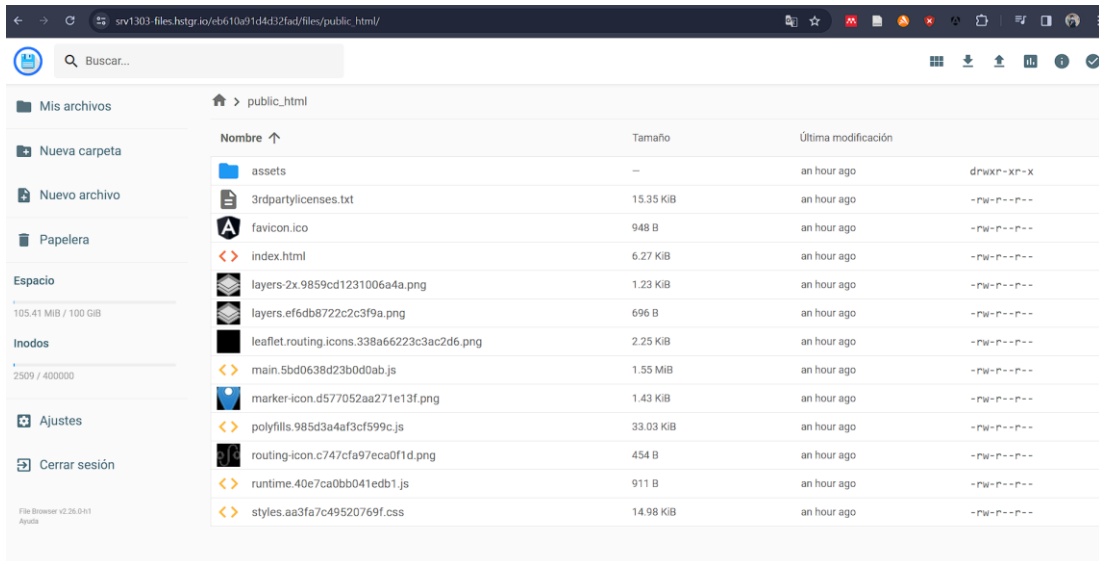 srv1303-files.hstgr.io/eb610a91d4d32fad/files/public_html/
Buscar...
Mis archivos
Nueva carpeta
Nuevo archivo
Papelera
Espacio
105.41 MiB / 100 GiB
Inodos
2509 / 400000
Ajustes
Cerrar sesión
File Browser v2.26.0-h1
Ayuda
public_html
Nombre Tamaño Última modificación
assets — an hour ago drwxr-xr-x
3rdpartylicenses.txt 15.35 KiB an hour ago -rw-r--r--
favicon.ico 948 B an hour ago -rw-r--r--
index.html 6.27 KiB an hour ago -rw-r--r--
layers-2x.9859cd1231006a4a.png 1.23 KiB an hour ago -rw-r--r--
layers.ef6db8722c2c3f9a.png 696 B an hour ago -rw-r--r--
leaflet.routing.icons.338a66223c3ac2d6.png 2.25 KiB an hour ago -rw-r--r--
main.5bd0638d23b0d0ab.js 1.55 MiB an hour ago -rw-r--r--
marker-icon.d577052aa271e13f.png 1.43 KiB an hour ago -rw-r--r--
polyfills.985d3a4af3cf599c.js 33.03 KiB an hour ago -rw-r--r--
routing-icon.c747cfa97eca0f1d.png 454 B an hour ago -rw-r--r--
runtime.40e7ca0bb041edb1.js 911 B an hour ago -rw-r--r--
styles.aa3fa7c49520769f.css 14.98 KiB an hour ago -rw-r--r--